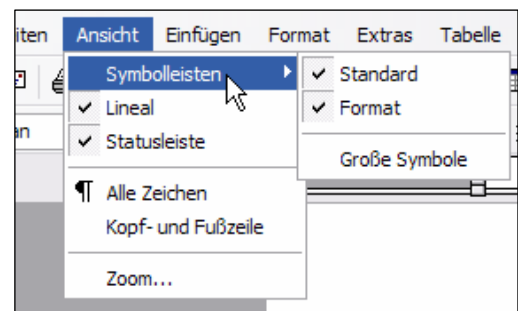 iten Ansicht Einfügen Format Extras Tabelle
Symbolleisten
Standard
Lineal
Format
Statusleiste
Große Symbole
¶ Alle Zeichen
Kopf- und Fußzeile
Zoom...
an